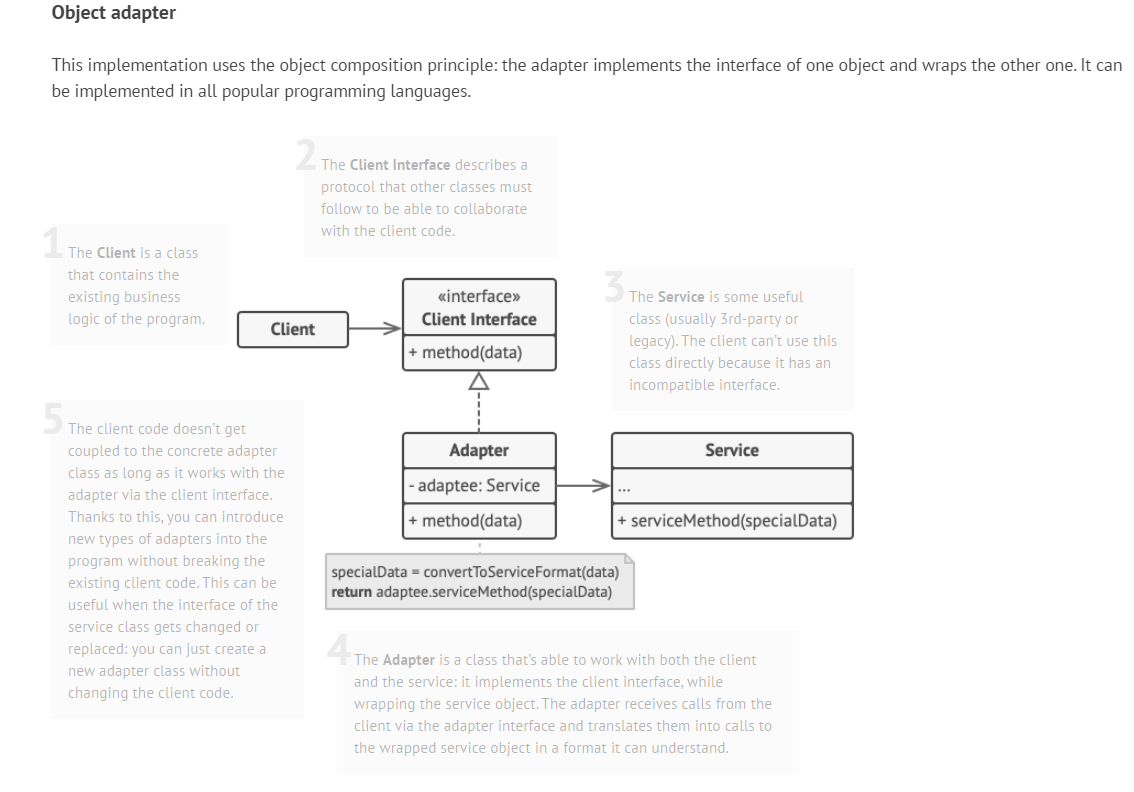 Object adapter
This implementation uses the object composition principle: the adapter implements the interface of one object and wraps the other one. It can
be implemented in all popular programming languages.
2
The Client Interface describes a
protocol that other classes must
follow to be able to collaborate
with the client code.
1
The Client is a class
that contains the
existing business
logic of the program.
3
The Service is some useful
class (usually 3rd-party or
legacy). The client can't use this
class directly because it has an
incompatible interface.
Client
«interface»
Client Interface
+ method(data)
5
The client code doesn't get
coupled to the concrete adapter
class as long as it works with the
adapter via the client interface.
Thanks to this, you can introduce
new types of adapters into the
program without breaking the
existing client code. This can be
useful when the interface of the
service class gets changed or
replaced: you can just create a
new adapter class without
changing the client code.
Adapter
- adaptee: Service
+ method(data)
Service
...
+ serviceMethod(specialData)
specialData = convertToServiceFormat(data)
return adaptee.serviceMethod(specialData)
4
The Adapter is a class that's able to work with both the client
and the service: it implements the client interface, while
wrapping the service object. The adapter receives calls from the
client via the adapter interface and translates them into calls to
the wrapped service object in a format it can understand.